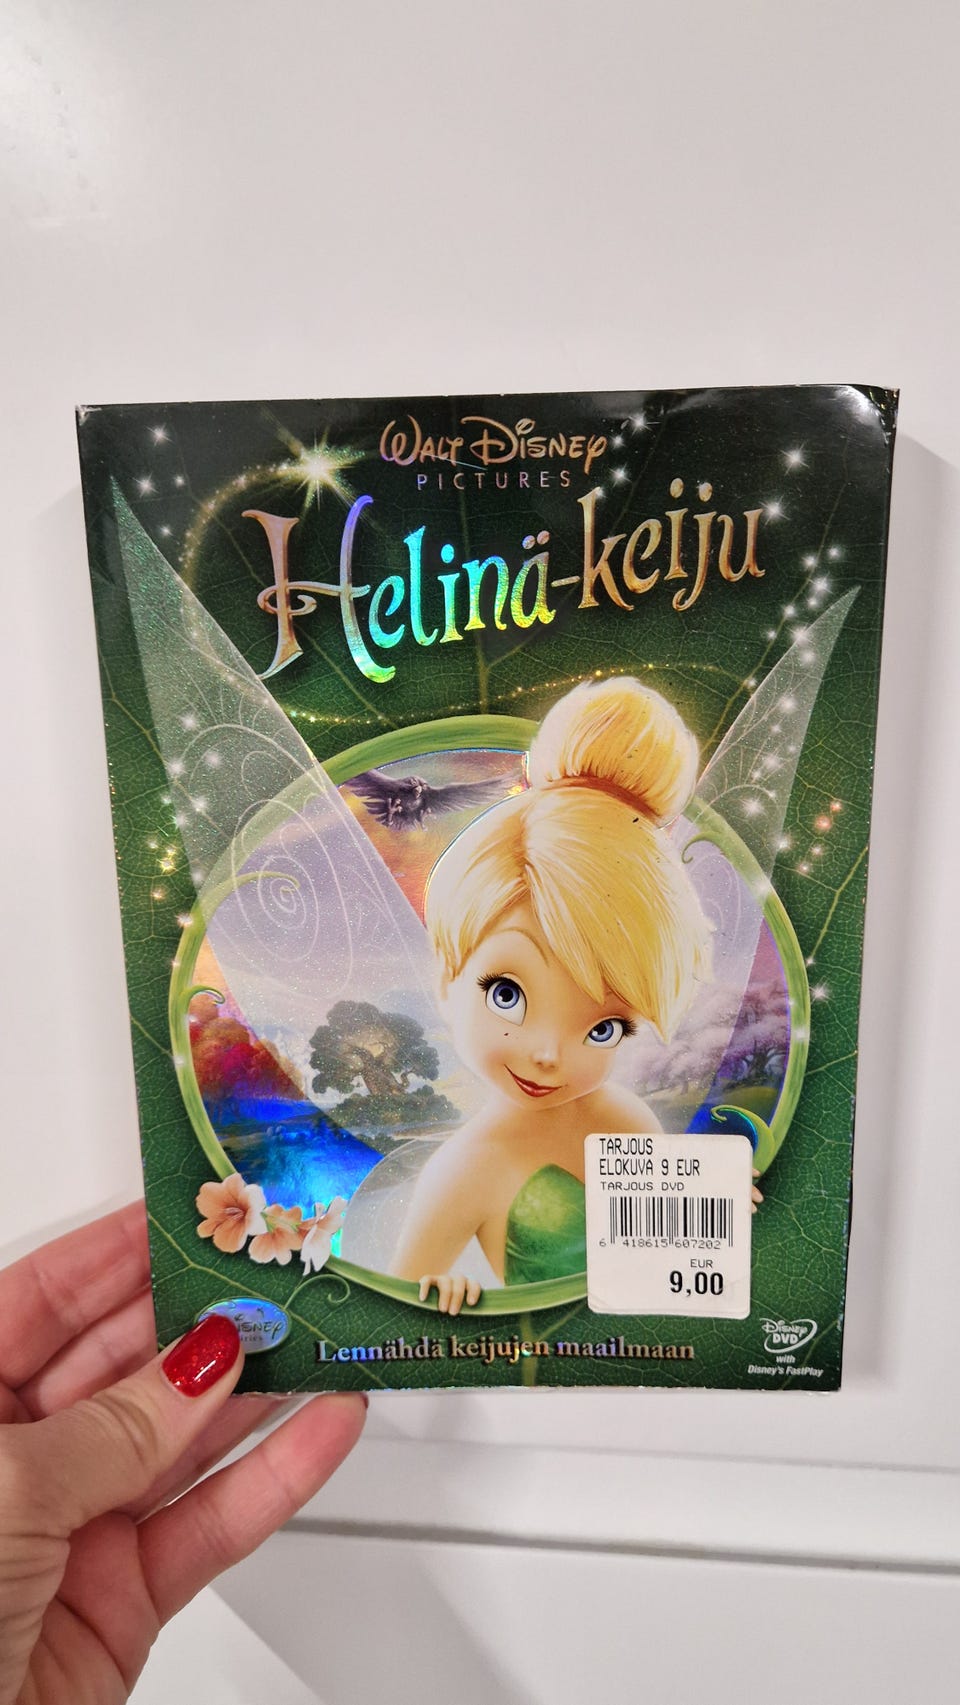 WALT DISNEY
PICTURES
Helinä-keiju
TARJOUS
ELOKUVA 9 EUR
TARJOUS DVD
6 418615 607202
EUR
9,00
Lennähdä keijujen maailmaan
DISNEY
DVD
with
Disney's FastPlay